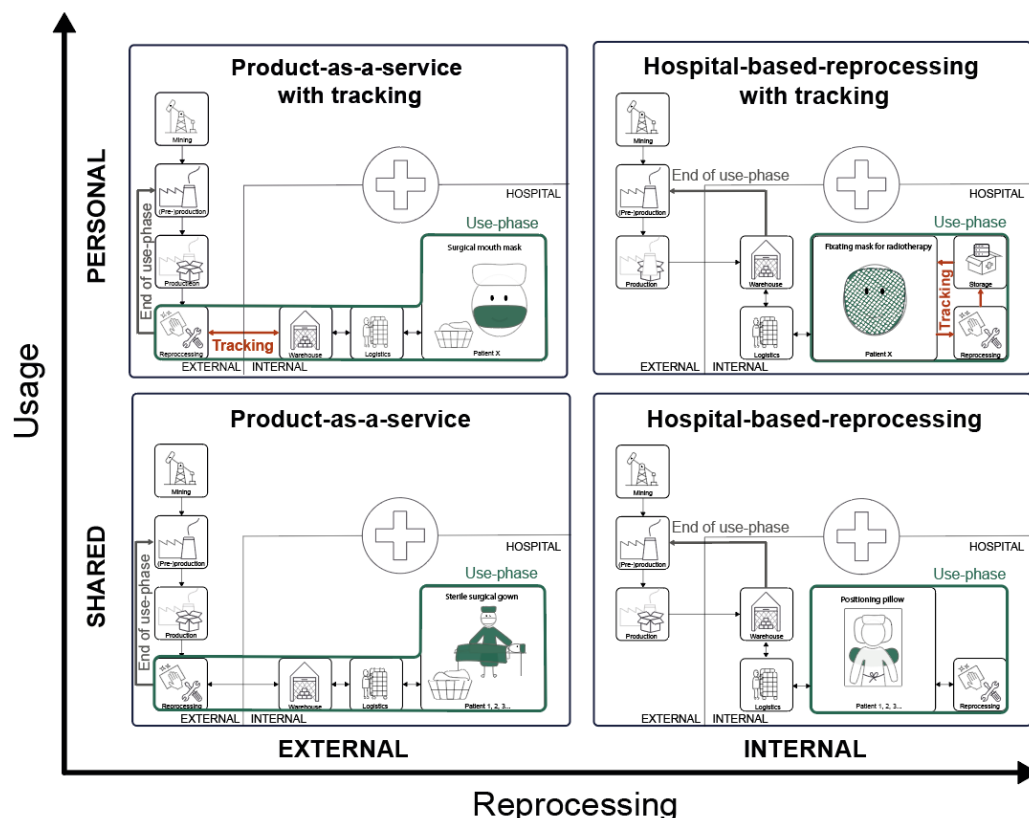 Usage
PERSONAL
SHARED
Product-as-a-service
with tracking
Mining
(Pre-)production
Production
End of use-phase
HOSPITAL
Use-phase
Surgical mouth mask
Reproccessing
Tracking
Warehouse
Logistics
Patient X
EXTERNAL
INTERNAL
Hospital-based-reprocessing
with tracking
Mining
(Pre-)production
End of use-phase
HOSPITAL
Use-phase
Production
Warehouse
Fixating mask for radiotherapy
Storage
Tracking
Logistics
Patient X
Reprocessing
EXTERNAL
INTERNAL
Product-as-a-service
Mining
(Pre-)production
Production
End of use-phase
HOSPITAL
Use-phase
Sterile surgical gown
Reprocessing
Warehouse
Logistics
Patient 1, 2, 3...
EXTERNAL
INTERNAL
Hospital-based-reprocessing
Mining
(Pre-)production
End of use-phase
HOSPITAL
Use-phase
Production
Warehouse
Positioning pillow
Logistics
Patient 1, 2, 3...
Reprocessing
EXTERNAL
INTERNAL
EXTERNAL
INTERNAL
Reprocessing